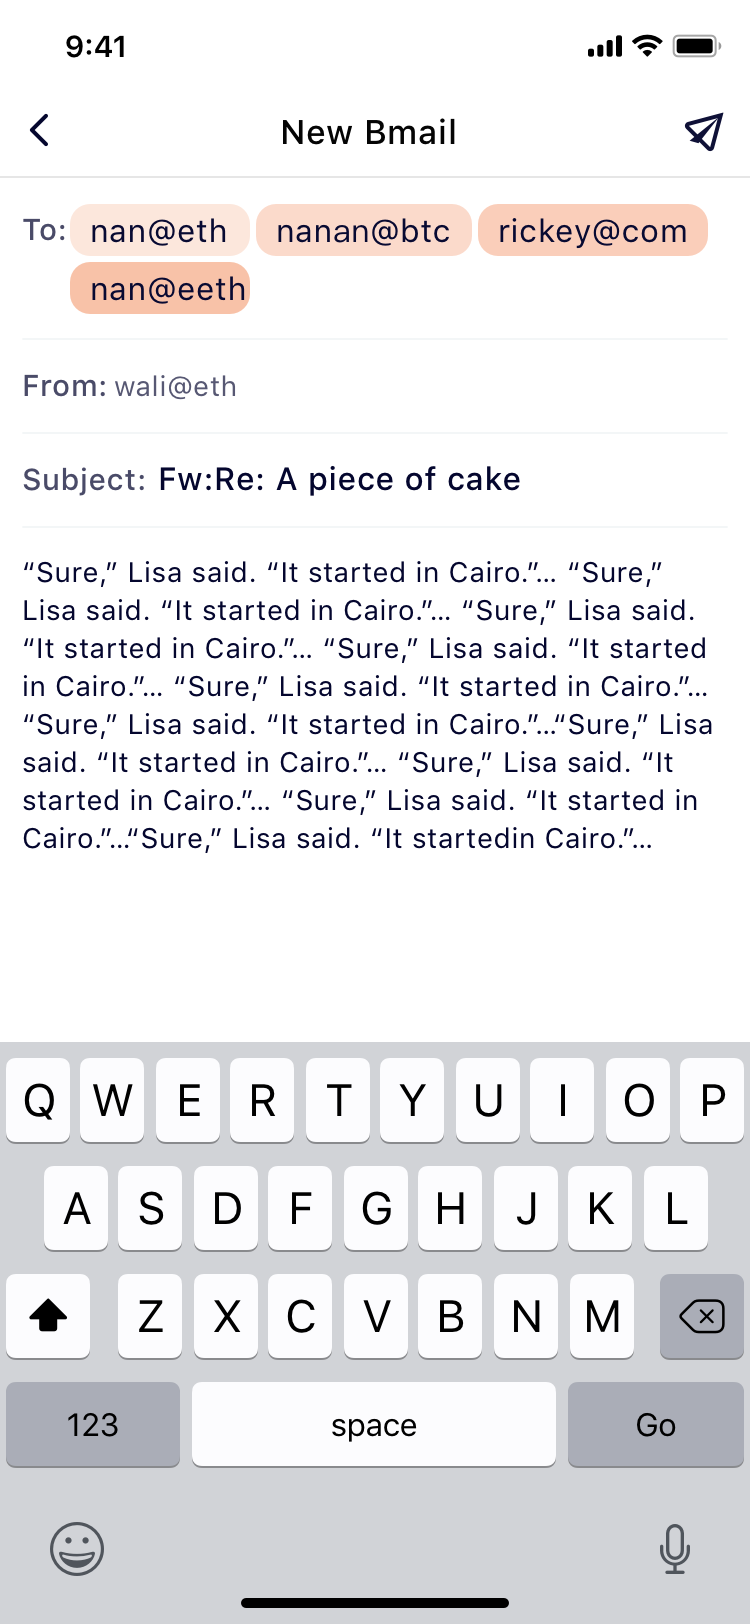 9:41
New Bmail
To: nan@eth nanan@btc rickey@com
nan@eeth
From: wali@eth
Subject: Fw:Re: A piece of cake
“Sure,” Lisa said. “It started in Cairo.”... “Sure,”
Lisa said. “It started in Cairo.”... “Sure,” Lisa said.
“It started in Cairo.”... “Sure,” Lisa said. “It started
in Cairo.”... “Sure,” Lisa said. “It started in Cairo.”...
“Sure,” Lisa said. “It started in Cairo.”...“Sure,” Lisa
said. “It started in Cairo.”... “Sure,” Lisa said. “It
started in Cairo.”... “Sure,” Lisa said. “It started in
Cairo.”...“Sure,” Lisa said. “It startedin Cairo.”...
Q W E R T Y U I O P
A S D F G H J K L
Z X C V B N M
123 space Go